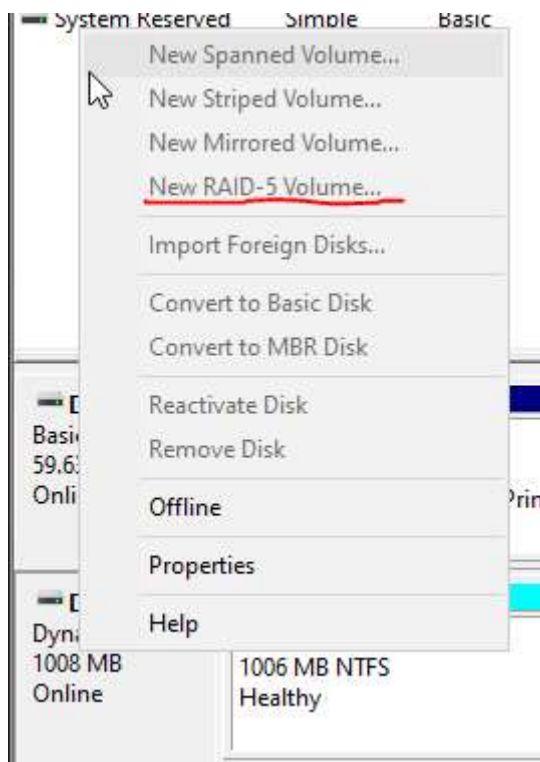 System Reserved Simple Basic
New Spanned Volume...
New Striped Volume...
New Mirrored Volume...
New RAID-5 Volume...
Import Foreign Disks...
Convert to Basic Disk
Convert to MBR Disk
Reactivate Disk
Remove Disk
Offline
Properties
Help
1008 MB
Online
1006 MB NTFS
Healthy